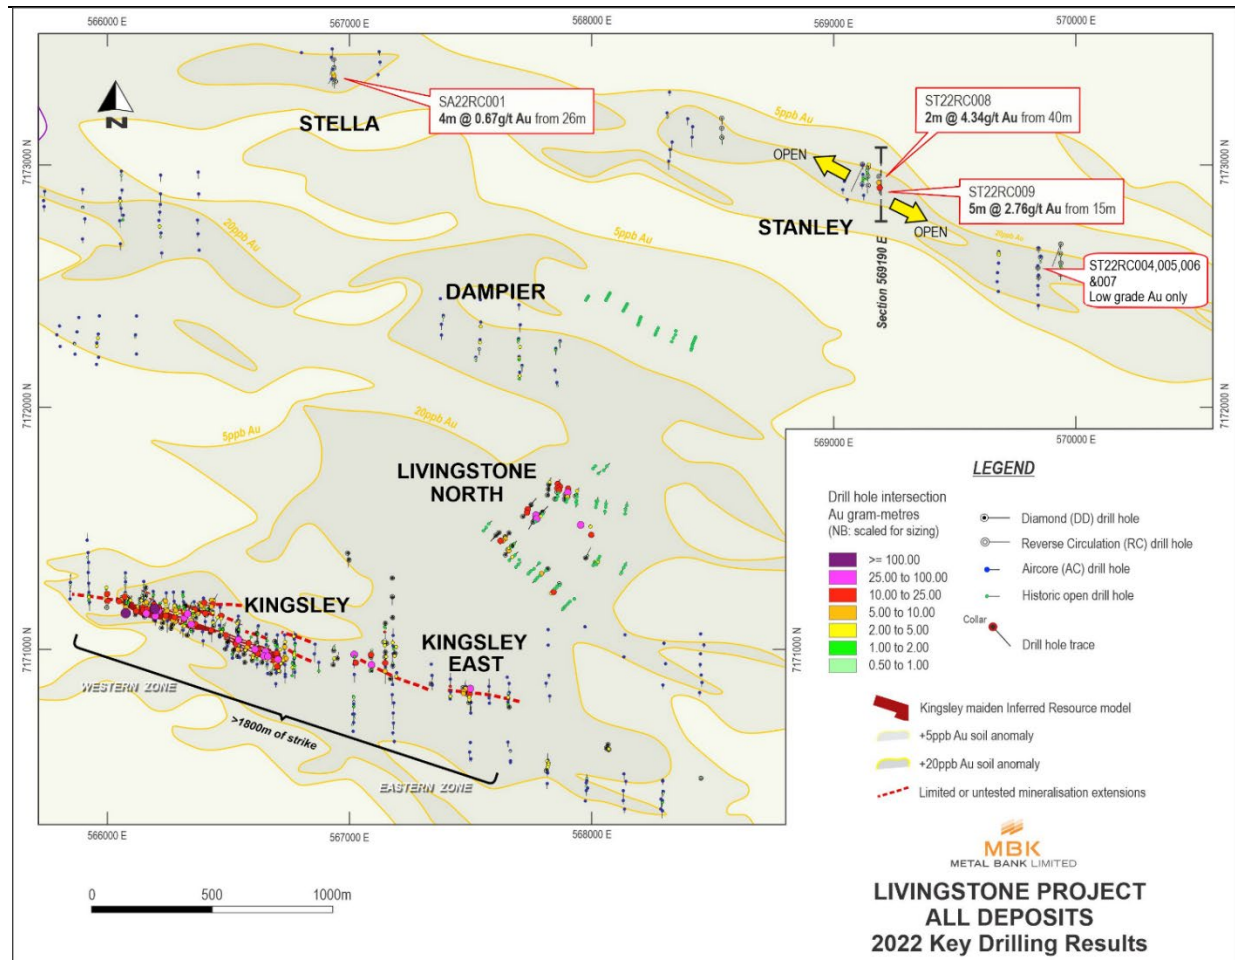 566000 E
567000 E
568000 E
569000 E
570000 E
7173000 N
7173000 N
N
STELLA
SA22RC001
4m @ 0.67g/t Au from 26m
5ppb Au
ST22RC008
2m @ 4.34g/t Au from 40m
OPEN
ST22RC009
5m @ 2.76g/t Au from 15m
STANLEY
OPEN
Section 569190 E
20ppb Au
5ppb Au
20ppb Au
ST22RC004,005,006
&007
Low grade Au only
DAMPIER
7172000 N
7172000 N
20ppb Au
5ppb Au
LIVINGSTONE
NORTH
KINGSLEY
KINGSLEY
EAST
7171000 N
7171000 N
WESTERN ZONE
>1800m of strike
EASTERN ZONE
566000 E
567000 E
568000 E
569000 E
570000 E
LEGEND
Drill hole intersection
Au gram-metres
(NB: scaled for sizing)
>= 100.00
25.00 to 100.00
10.00 to 25.00
5.00 to 10.00
2.00 to 5.00
1.00 to 2.00
0.50 to 1.00
Diamond (DD) drill hole
Reverse Circulation (RC) drill hole
Aircore (AC) drill hole
Historic open drill hole
Collar
Drill hole trace
Kingsley maiden Inferred Resource model
+5ppb Au soil anomaly
+20ppb Au soil anomaly
Limited or untested mineralisation extensions
MBK
METAL BANK LIMITED
LIVINGSTONE PROJECT
ALL DEPOSITS
2022 Key Drilling Results
0
500
1000m